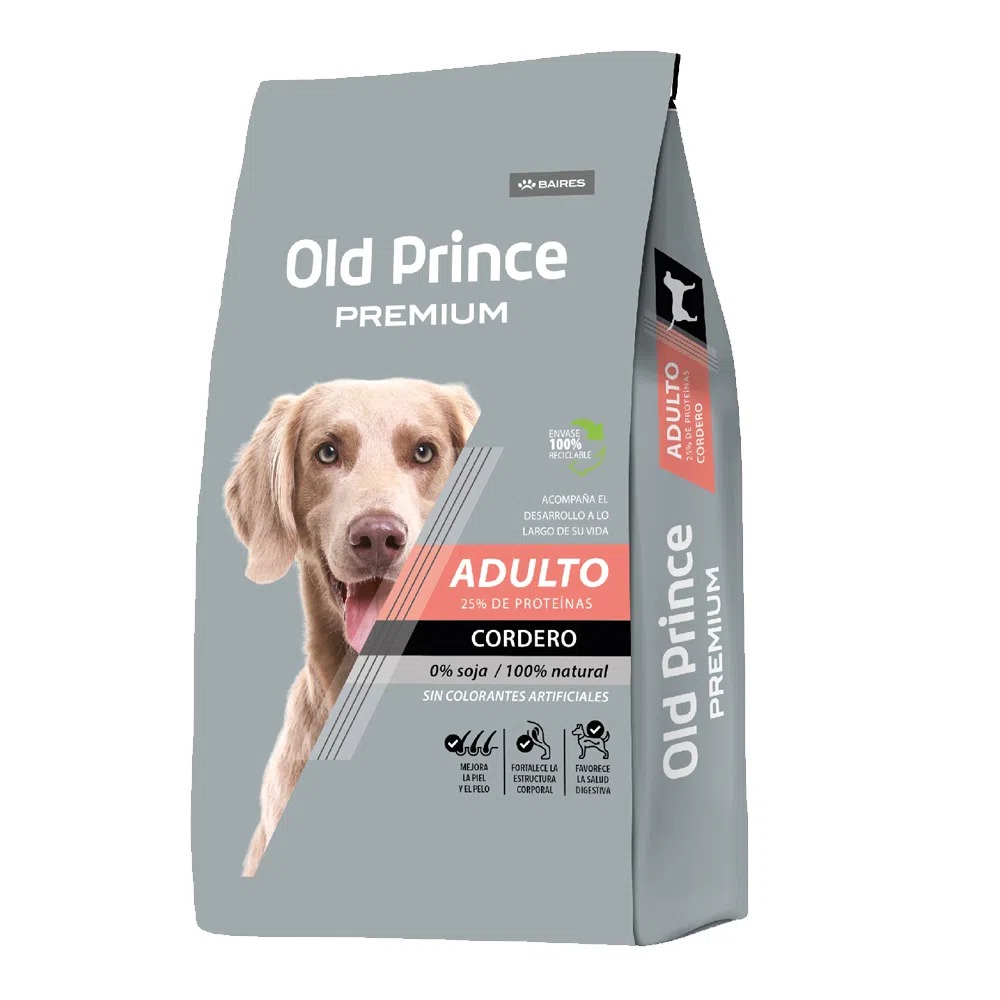 BAIRES
Old Prince
PREMIUM
ENVASE
100%
RECICLABLE
ACOMPAÑA EL
DESARROLLO A LO
LARGO DE SU VIDA
ADULTO
25% DE PROTEÍNAS
CORDERO
0% soja / 100% natural
SIN COLORANTES ARTIFICIALES
MEJORA
LA PIEL
Y EL PELO
FORTALECE LA
ESTRUCTURA
CORPORAL
FAVORECE
LA SALUD
DIGESTIVA
ADULTO
25% DE PROTEÍNAS
CORDERO
Old Prince
PREMIUM